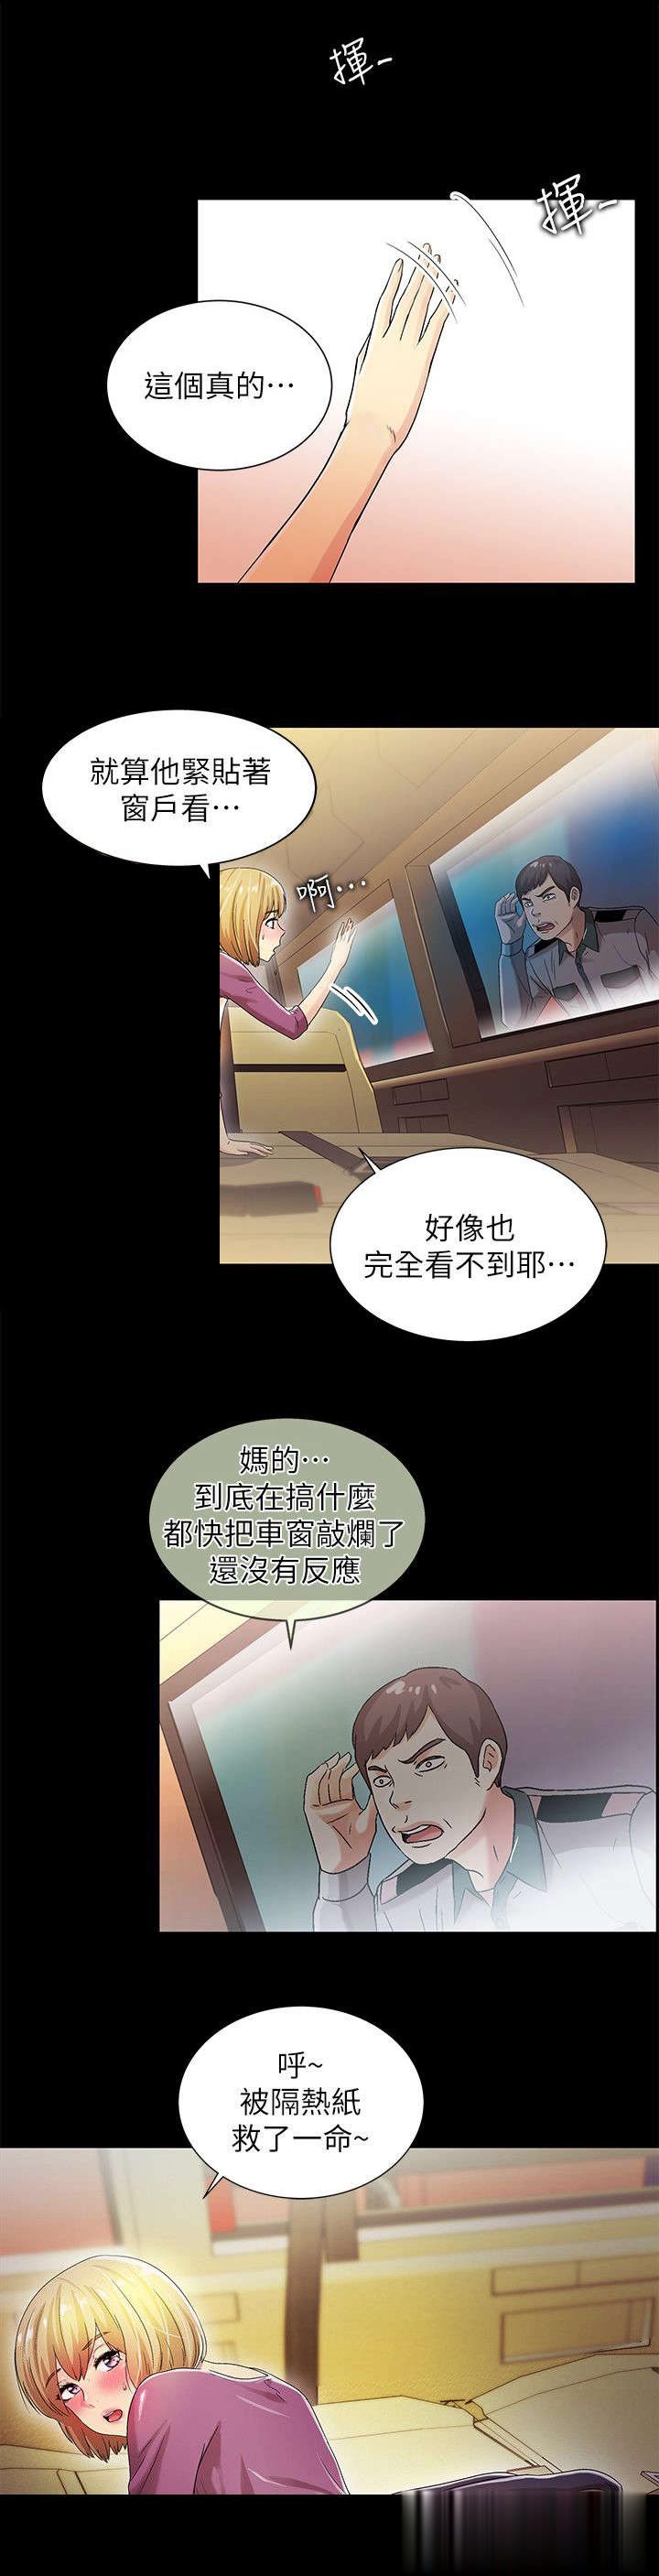 揮-
揮-
這個真的…
就算他緊貼著
窗戶看…
啊…
好像也
完全看不到耶…
媽的…
到底在搞什麼
都快把車窗敲爛了
還沒有反應
呼~
被隔熱紙
救了一命~